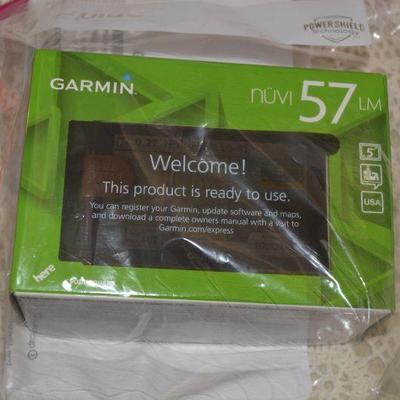 POWERSHIELD
technology
GARMIN
nüvi 57 LM
5"
USA
Welcome!
This product is ready to use.
You can register your Garmin, update software and maps,
and download a complete owners manual with a visit to
Garmin.com/express
here